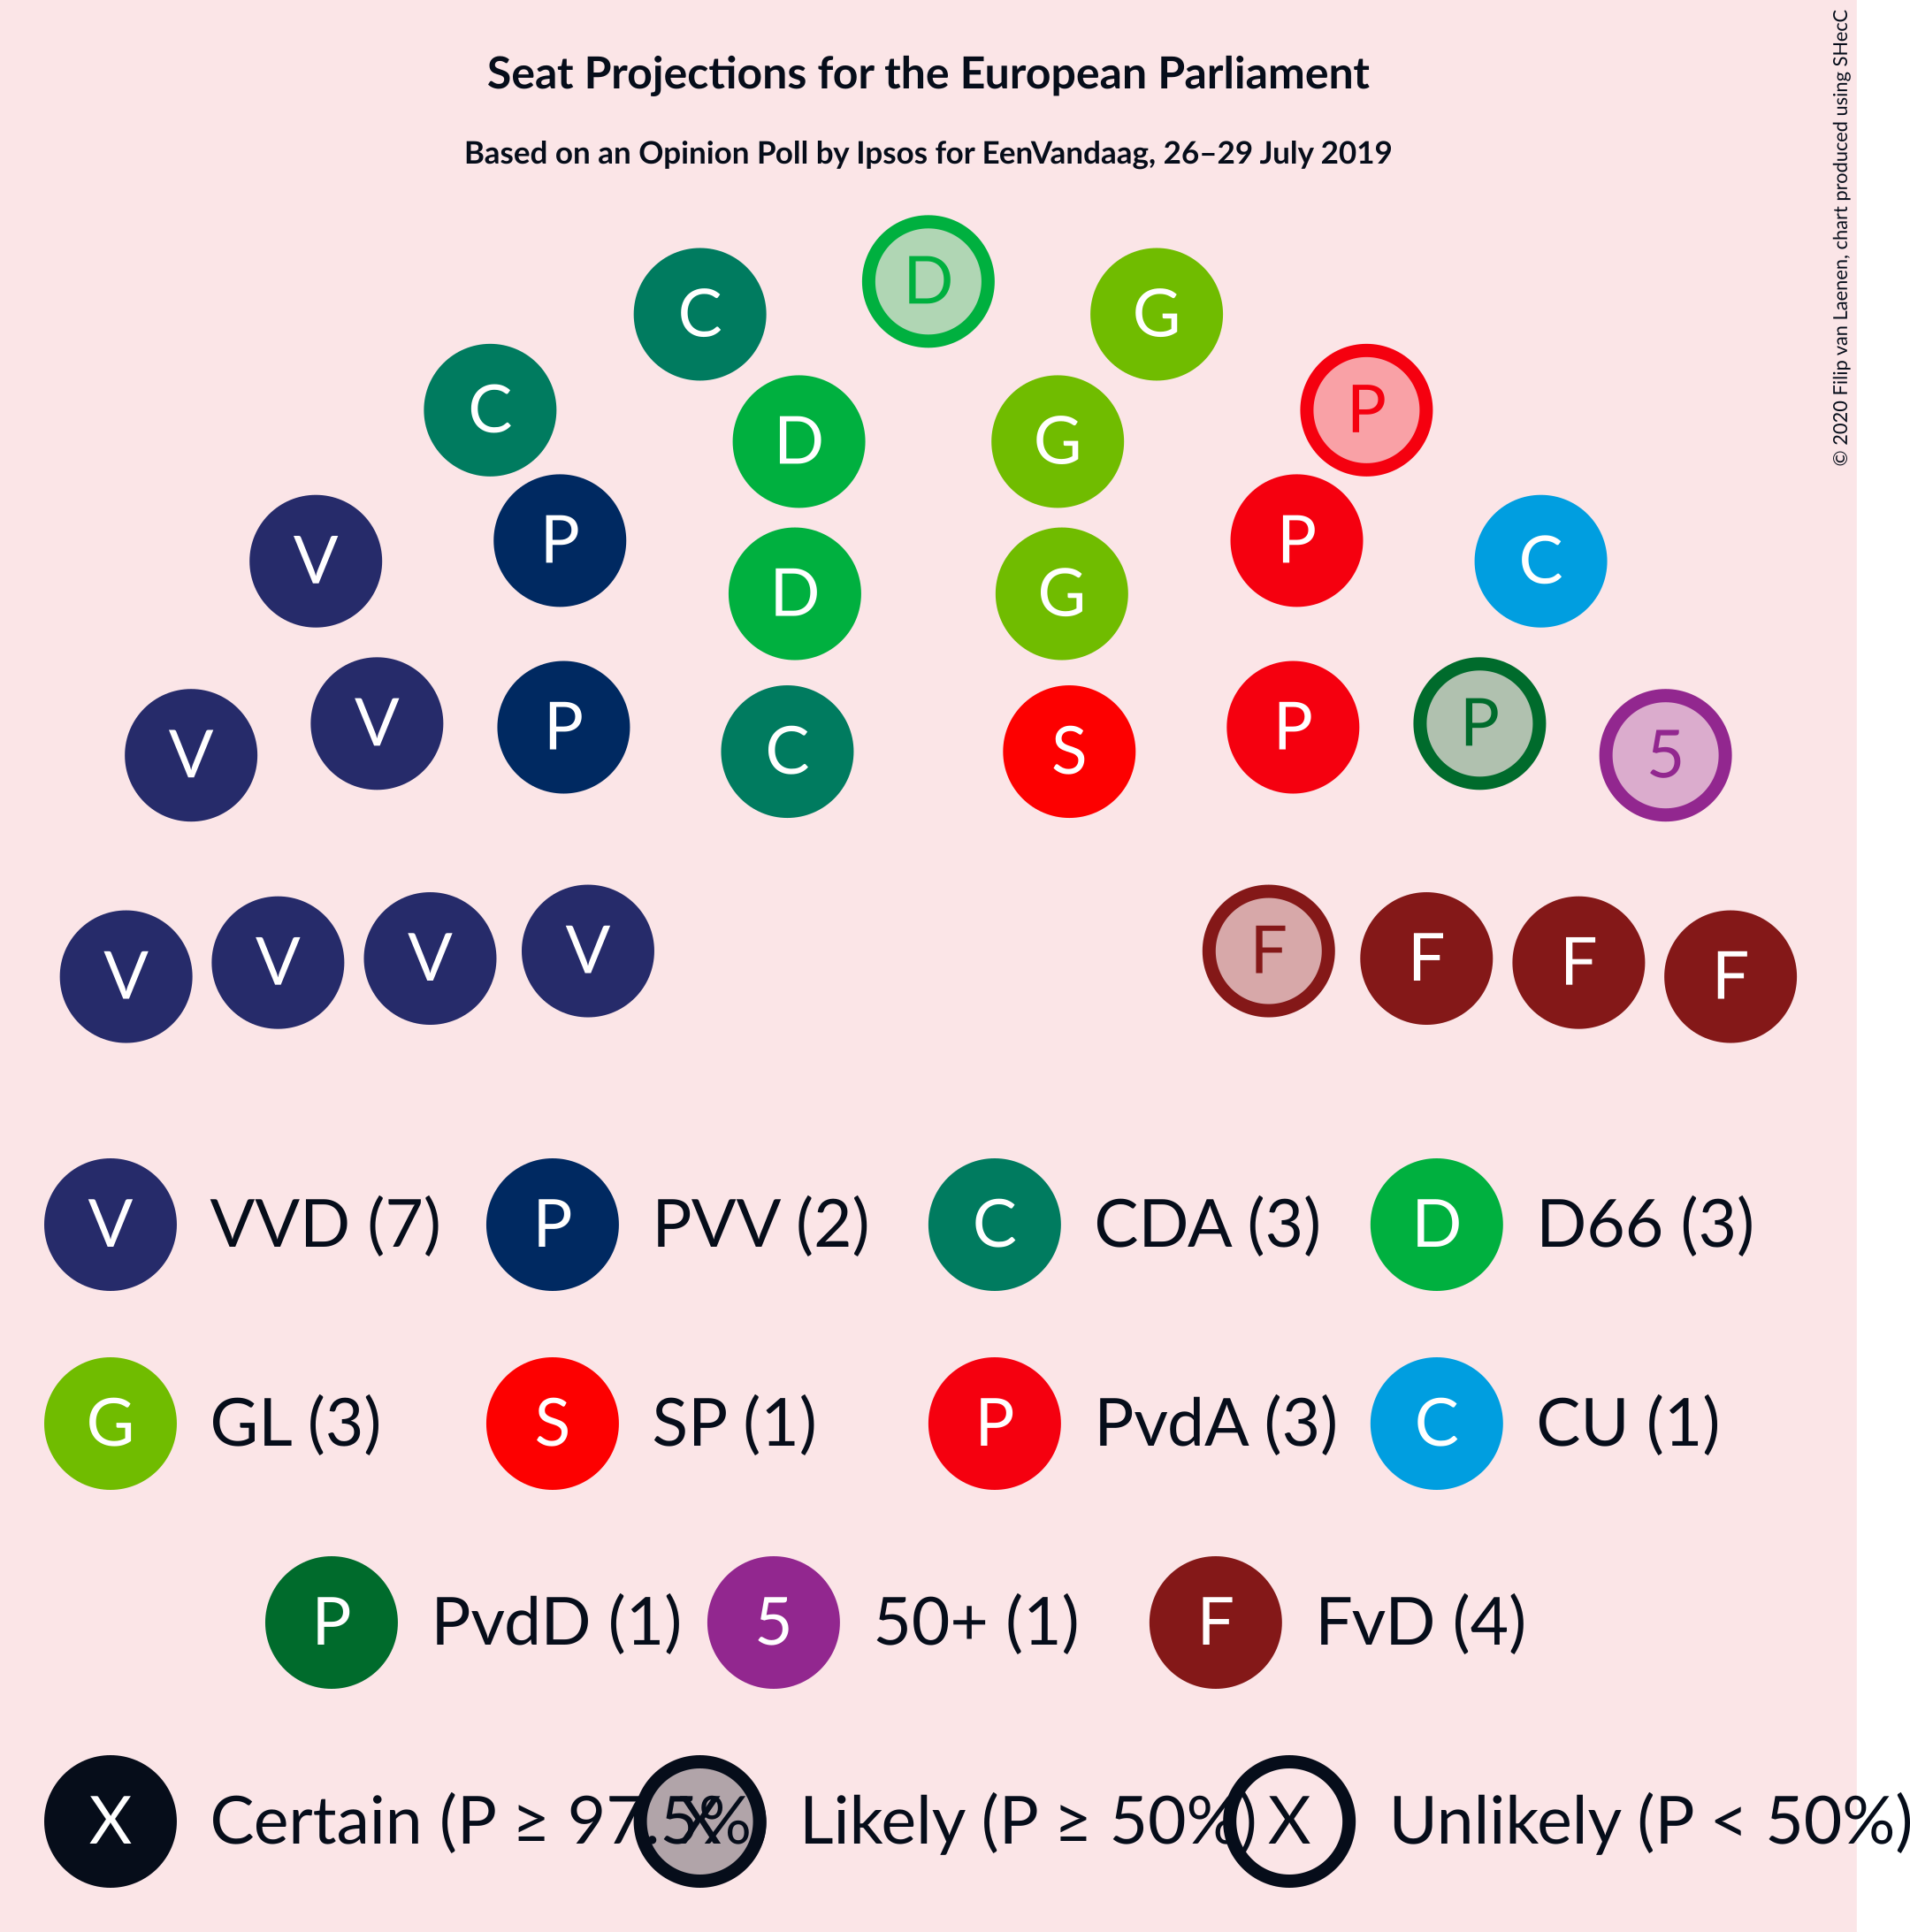 Seat Projections for the European Parliament
Based on an Opinion Poll by Ipsos for EenVandaag, 26–29 July 2019
© 2020 Filip van Laenen, chart produced using SHecC
D
C G
C P
D G
P P
V C
D G
V P
P P
V C S 5
V V V V F F F F
V VVD (7) P PVV (2) C CDA (3) D D66 (3)
G GL (3) S SP (1) P PvdA (3) C CU (1)
P PvdD (1) 5 50+ (1) F FvD (4)
X Certain (P ≥ 97.5% X Likely (P ≥ 50%) X Unlikely (P < 50%)